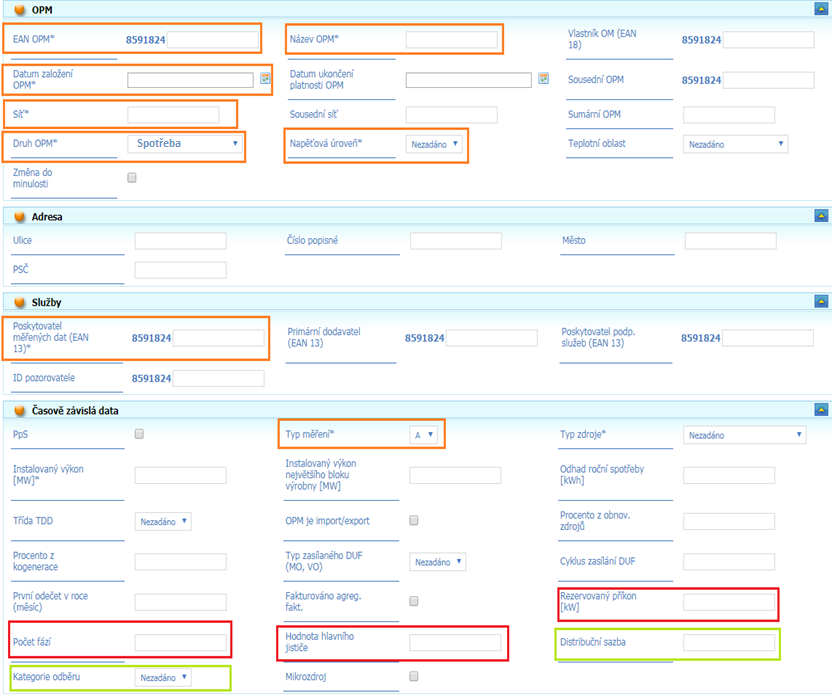 OPM
EAN OPM* 8591824
Název OPM*
Vlastník OM (EAN
18) 8591824
Datum založení
OPM*
Datum ukončení
platnosti OPM
Sousední OPM 8591824
Síť*
Sousední síť
Sumární OPM
Druh OPM* Spotřeba
Napěťová úroveň* Nezadáno
Teplotní oblast Nezadáno
Změna do
minulosti
Adresa
Ulice
Číslo popisné
Město
PSČ
Služby
Poskytovatel
měřených dat (EAN
13)* 8591824
Primární dodavatel
(EAN 13) 8591824
Poskytovatel podp.
služeb (EAN 13) 8591824
ID pozorovatele 8591824
Časově závislá data
PpS
Typ měření* A
Typ zdroje* Nezadáno
Instalovaný výkon
[MW]*
Instalovaný výkon
největšího bloku
výrobny [MW]
Odhad roční spotřeby
[kWh]
Třída TDD Nezadáno
OPM je import/export
Procento z obnov.
zdrojů
Procento z
kogenerace
Typ zasílaného DUF
(MO, VO) Nezadáno
Cyklus zasílání DUF
První odečet v roce
(měsíc)
Fakturováno agreg.
fakt.
Rezervovaný příkon
[kW]
Počet fází
Hodnota hlavního
jističe
Distribuční sazba
Kategorie odběru Nezadáno
Mikrozdroj